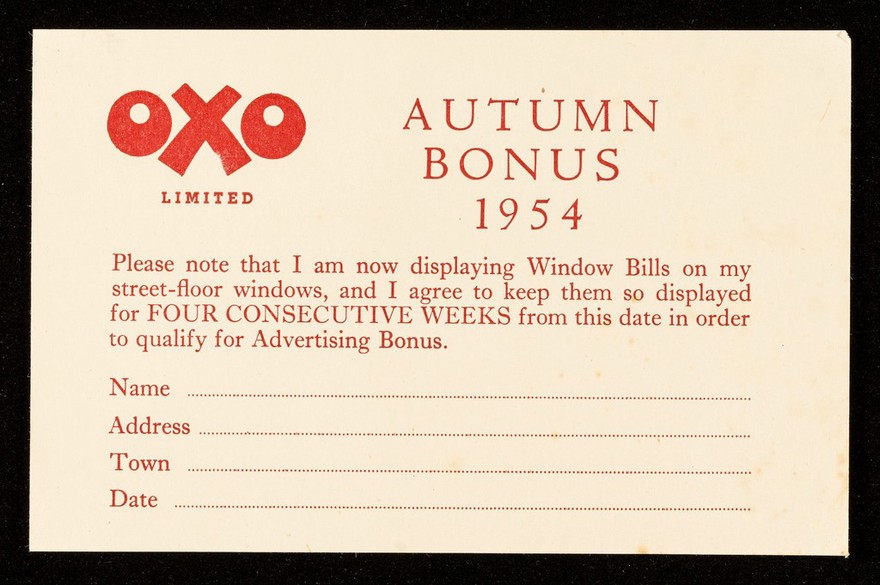 OXO
LIMITED
AUTUMN
BONUS
1954
Please note that I am now displaying Window Bills on my
street-floor windows, and I agree to keep them so displayed
for FOUR CONSECUTIVE WEEKS from this date in order
to qualify for Advertising Bonus.
Name
Address
Town
Date